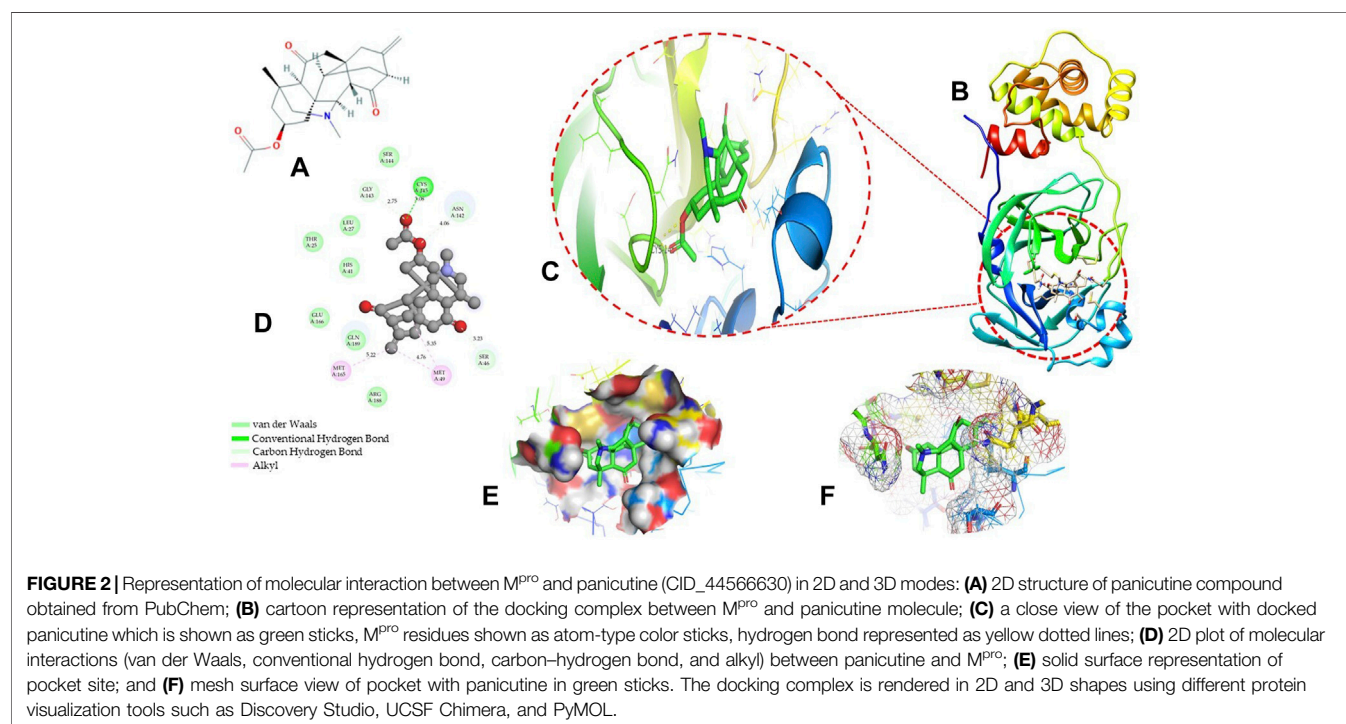 O
H
H
H
H
H
O
N
O
O
A
B
C
D
SER
A:144
GLY
A:143
CYS
2.75
ASN
A:142
4.06
LEU
A:27
THR
A:25
HIS
A:41
GLU
A:166
GLN
A:189
5.22
4.76
3.23
SER
A:46
MET
A:165
MET
A:49
ARG
A:188
van der Waals
Conventional Hydrogen Bond
Carbon Hydrogen Bond
Alkyl
E
F
FIGURE 2 | Representation of molecular interaction between Mpro and panicutine (CID_44566630) in 2D and 3D modes: (A) 2D structure of panicutine compound
obtained from PubChem; (B) cartoon representation of the docking complex between Mpro and panicutine molecule; (C) a close view of the pocket with docked
panicutine which is shown as green sticks, Mpro residues shown as atom-type color sticks, hydrogen bond represented as yellow dotted lines; (D) 2D plot of molecular
interactions (van der Waals, conventional hydrogen bond, carbon–hydrogen bond, and alkyl) between panicutine and Mpro; (E) solid surface representation of
pocket site; and (F) mesh surface view of pocket with panicutine in green sticks. The docking complex is rendered in 2D and 3D shapes using different protein
visualization tools such as Discovery Studio, UCSF Chimera, and PyMOL.